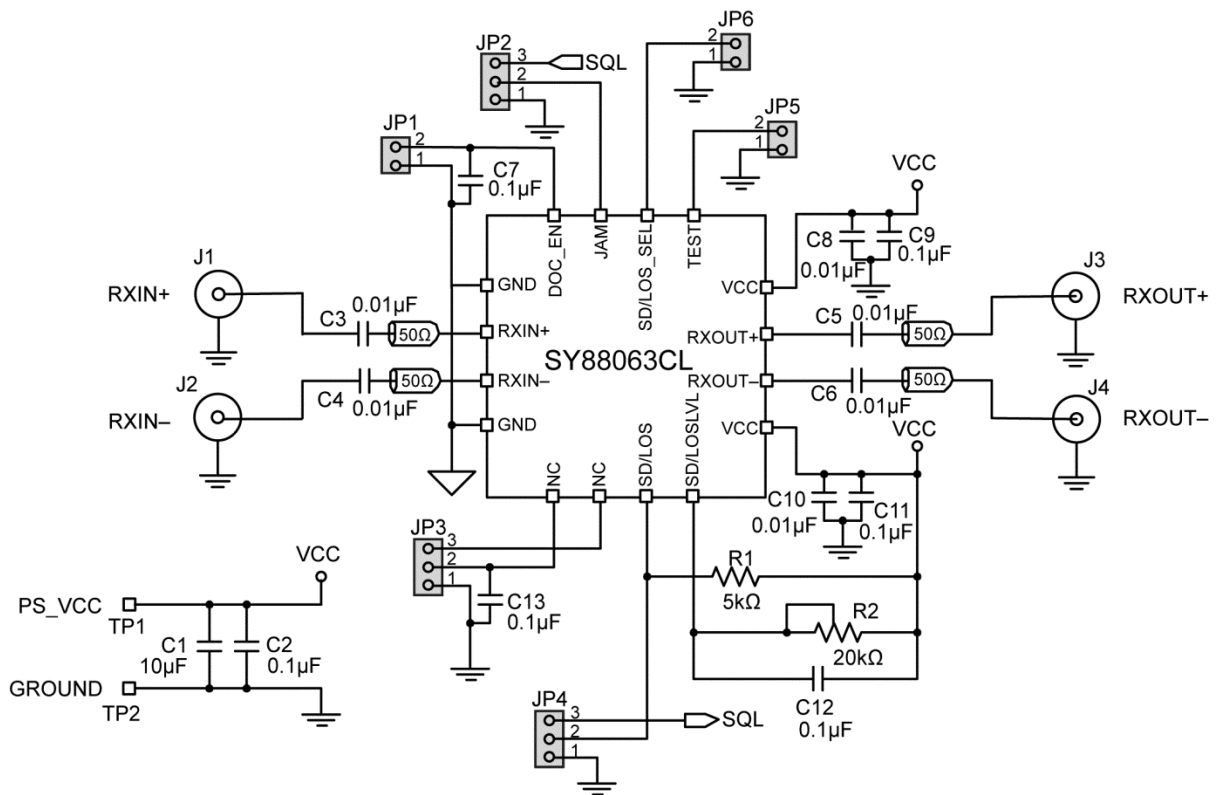 JP6
2
1
JP2
3
2
1
SQL
JP5
2
1
JP1
2
1
C7
0.1µF
VCC
C8
0.01µF
C9
0.1µF
DOC_EN
JAM
SD/LOS_SEL
TEST
J1
RXIN+
GND
VCC
J3
RXOUT+
0.01µF
C3
50Ω
RXIN+
RXOUT+
0.01µF
C5
50Ω
SY88063CL
J2
RXIN–
C4
0.01µF
50Ω
RXIN–
RXOUT–
C6
0.01µF
50Ω
J4
RXOUT–
GND
VCC
VCC
NC
NC
SD/LOS
SD/LOSLVL
C10
0.01µF
C11
0.1µF
JP3
3
2
1
C13
0.1µF
R1
5kΩ
R2
20kΩ
C12
0.1µF
VCC
PS_VCC
TP1
C1
10µF
C2
0.1µF
GROUND
TP2
JP4
3
2
1
SQL